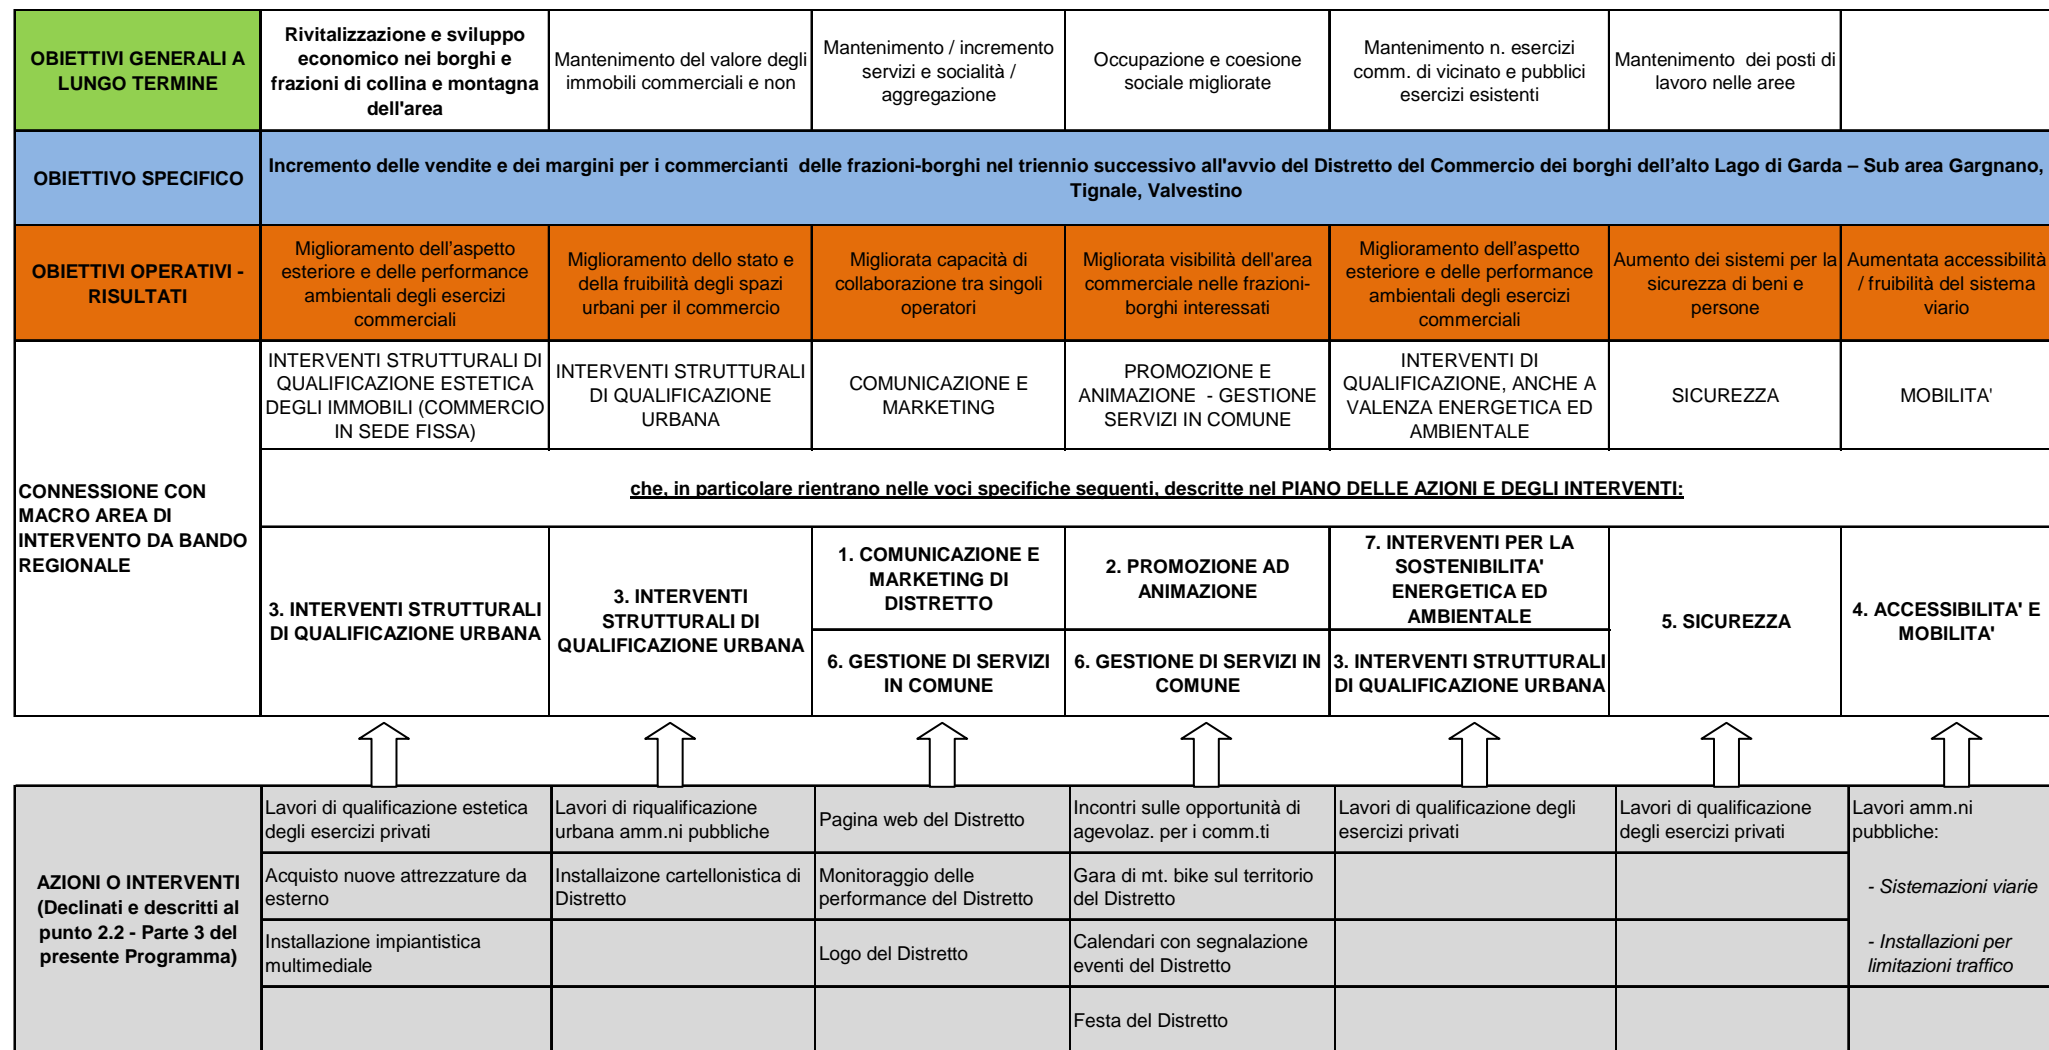 OBIETTIVI GENERALI A
LUNGO TERMINE
Rivitalizzazione e sviluppo
economico nei borghi e
frazioni di collina e montagna
dell'area
Mantenimento del valore degli
immobili commerciali e non
Mantenimento / incremento
servizi e socialità /
aggregazione
Occupazione e coesione
sociale migliorate
Mantenimento n. esercizi
comm. di vicinato e pubblici
esercizi esistenti
Mantenimento  dei posti di
lavoro nelle aree
OBIETTIVO SPECIFICO
Incremento delle vendite e dei margini per i commercianti  delle frazioni-borghi nel triennio successivo all'avvio del Distretto del Commercio dei borghi dell'alto Lago di Garda – Sub area Gargnano,
Tignale, Valvestino
OBIETTIVI OPERATIVI -
RISULTATI
Miglioramento dell'aspetto
esteriore e delle performance
ambientali degli esercizi
commerciali
Miglioramento dello stato e
della fruibilità degli spazi
urbani per il commercio
Migliorata capacità di
collaborazione tra singoli
operatori
Migliorata visibilità dell'area
commerciale nelle frazioni-
borghi interessati
Miglioramento dell'aspetto
esteriore e delle performance
ambientali degli esercizi
commerciali
Aumento dei sistemi per la
sicurezza di beni e
persone
Aumentata accessibilità
/ fruibilità del sistema
viario
CONNESSIONE CON
MACRO AREA DI
INTERVENTO DA BANDO
REGIONALE
INTERVENTI STRUTTURALI DI
QUALIFICAZIONE ESTETICA
DEGLI IMMOBILI (COMMERCIO
IN SEDE FISSA)
INTERVENTI STRUTTURALI
DI QUALIFICAZIONE
URBANA
COMUNICAZIONE E
MARKETING
PROMOZIONE E
ANIMAZIONE  - GESTIONE
SERVIZI IN COMUNE
INTERVENTI DI
QUALIFICAZIONE, ANCHE A
VALENZA ENERGETICA ED
AMBIENTALE
SICUREZZA
MOBILITA'
che, in particolare rientrano nelle voci specifiche seguenti, descritte nel PIANO DELLE AZIONI E DEGLI INTERVENTI:
3. INTERVENTI STRUTTURALI
DI QUALIFICAZIONE URBANA
3. INTERVENTI
STRUTTURALI DI
QUALIFICAZIONE URBANA
1. COMUNICAZIONE E
MARKETING DI
DISTRETTO
2. PROMOZIONE AD
ANIMAZIONE
7. INTERVENTI PER LA
SOSTENIBILITA'
ENERGETICA ED
AMBIENTALE
5. SICUREZZA
4. ACCESSIBILITA' E
MOBILITA'
6. GESTIONE DI SERVIZI
IN COMUNE
6. GESTIONE DI SERVIZI IN
COMUNE
3. INTERVENTI STRUTTURALI
DI QUALIFICAZIONE URBANA
AZIONI O INTERVENTI
(Declinati e descritti al
punto 2.2 - Parte 3 del
presente Programma)
Lavori di qualificazione estetica
degli esercizi privati
Lavori di riqualificazione
urbana amm.ni pubbliche
Pagina web del Distretto
Incontri sulle opportunità di
agevolaz. per i comm.ti
Lavori di qualificazione degli
esercizi privati
Lavori di qualificazione
degli esercizi privati
Lavori amm.ni
pubbliche:
Acquisto nuove attrezzature da
esterno
Installaizone cartellonistica di
Distretto
Monitoraggio delle
performance del Distretto
Gara di mt. bike sul territorio
del Distretto
- Sistemazioni viarie
Installazione impiantistica
multimediale
Logo del Distretto
Calendari con segnalazione
eventi del Distretto
- Installazioni per
limitazioni traffico
Festa del Distretto